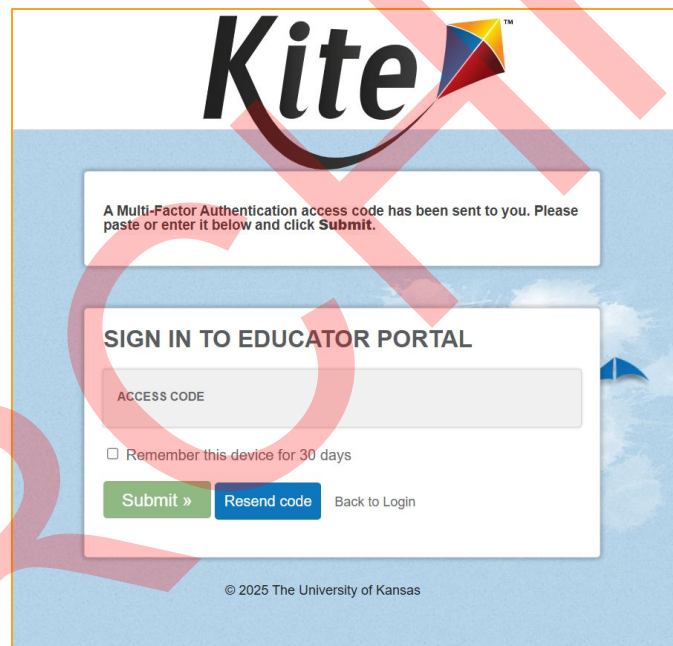 Kite™
A Multi-Factor Authentication access code has been sent to you. Please
paste or enter it below and click Submit.
SIGN IN TO EDUCATOR PORTAL
ACCESS CODE
Remember this device for 30 days
Submit » Resend code Back to Login
© 2025 The University of Kansas